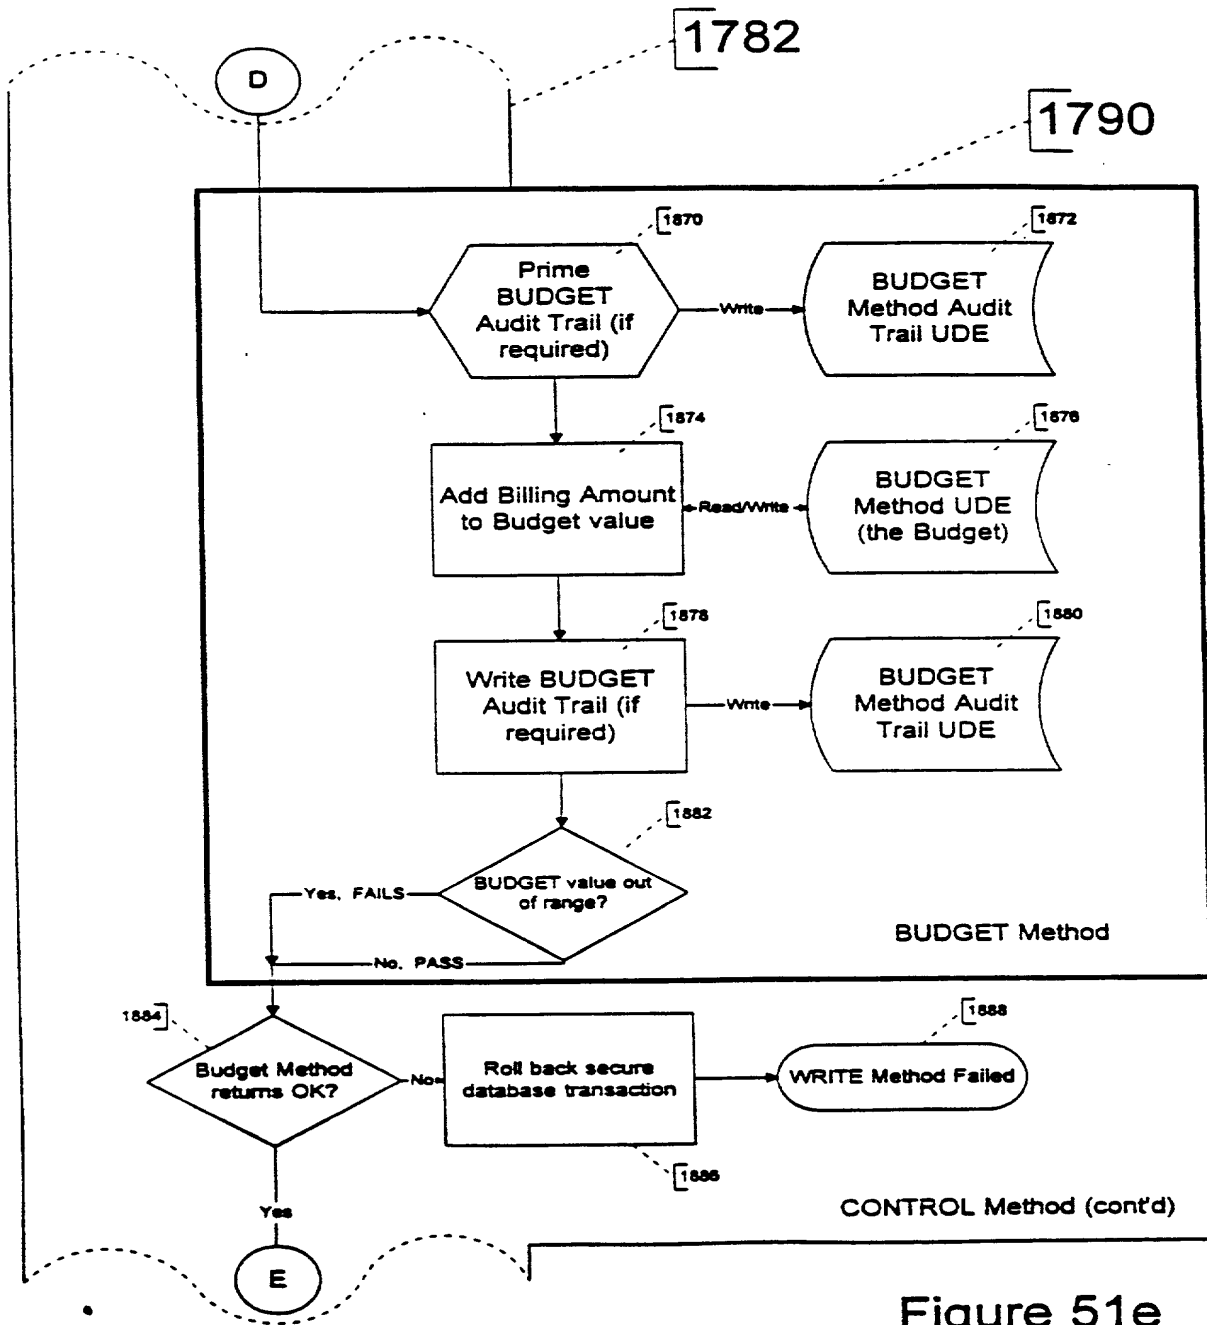 1782
D
1790
1870
1872
Prime
BUDGET
Audit Trail (if
required)
Write
BUDGET
Method Audit
Trail UDE
1874
1876
Add Billing Amount
to Budget value
Read/Write
BUDGET
Method UDE
(the Budget)
1878
1880
Write BUDGET
Audit Trail (if
required)
Write
BUDGET
Method Audit
Trail UDE
1882
BUDGET value out
of range?
Yes, FAILS
BUDGET Method
No, PASS
1884
1888
Budget Method
returns OK?
No
Roll back secure
database transaction
WRITE Method Failed
1886
Yes
CONTROL Method (cont'd)
E
Figure 51e